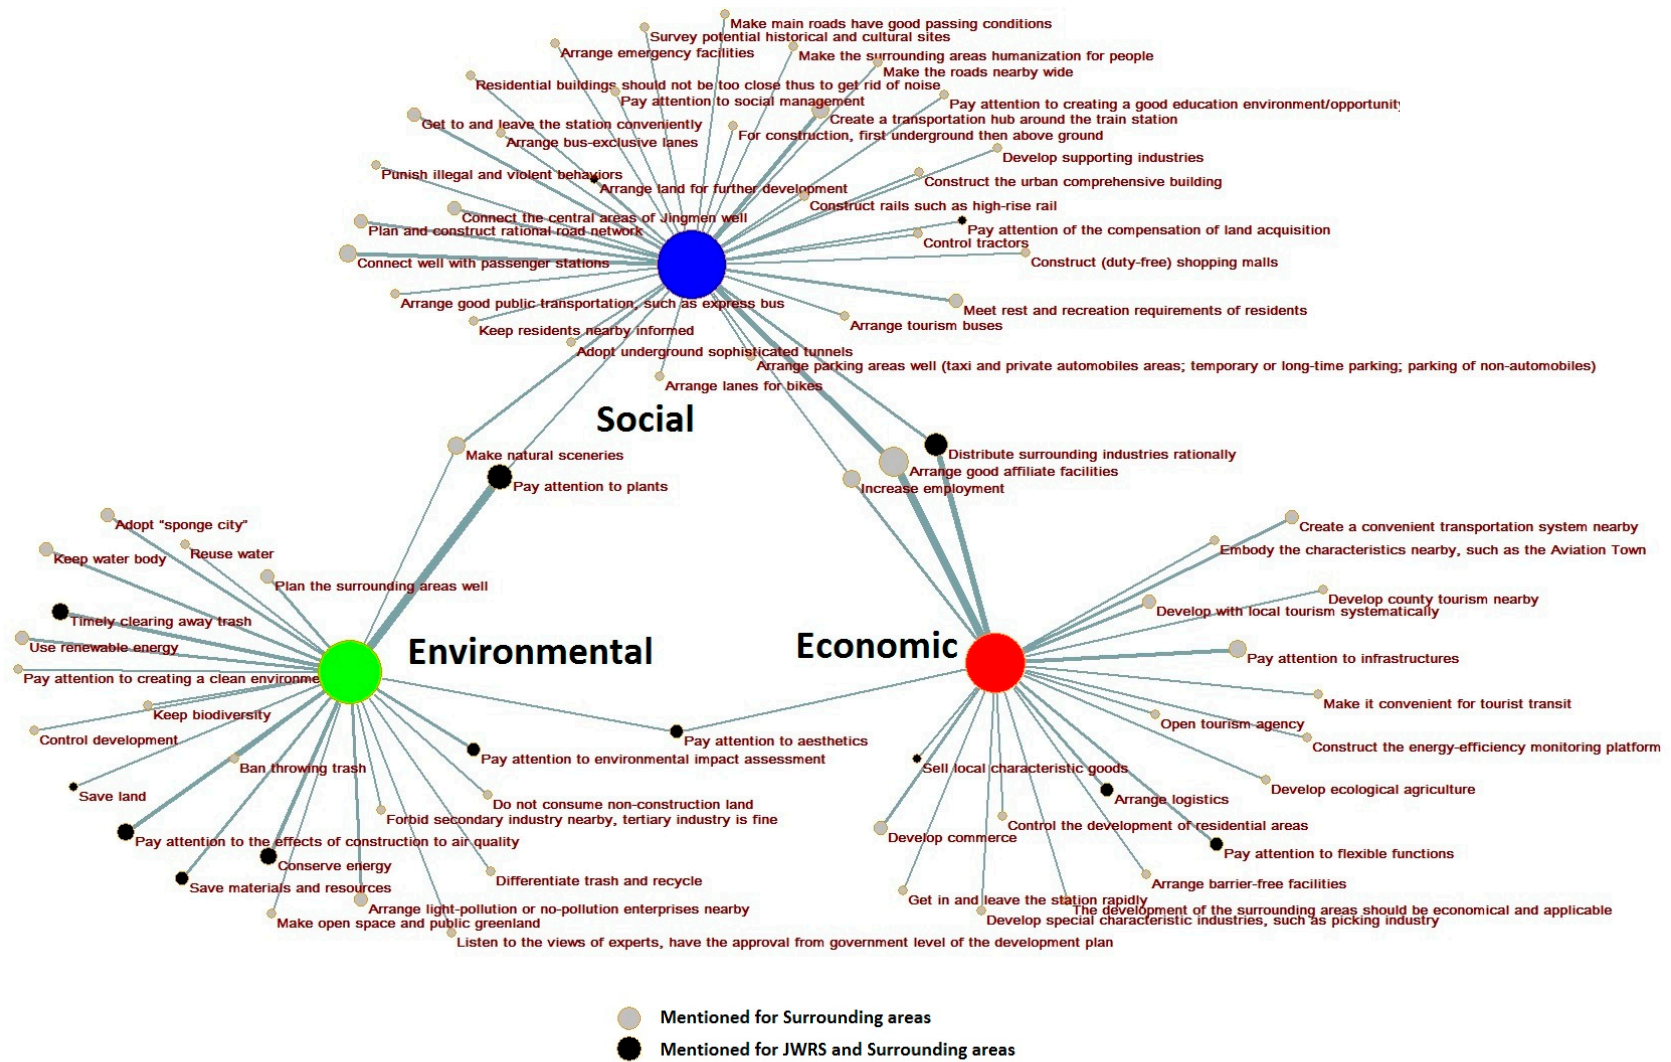 Make main roads have good passing conditions
Survey potential historical and cultural sites
Arrange emergency facilities
Make the surrounding areas humanization for people
Make the roads nearby wide
Residential buildings should not be too close thus to get rid of noise
Pay attention to social management
Pay attention to creating a good education environment/opportunity
Create a transportation hub around the train station
Get to and leave the station conveniently
For construction, first underground then above ground
Arrange bus-exclusive lanes
Develop supporting industries
Punish illegal and violent behaviors
Construct the urban comprehensive building
Arrange land for further development
Construct rails such as high-rise rail
Connect the central areas of Jingmen well
Plan and construct rational road network
Pay attention of the compensation of land acquisition
Control tractors
Connect well with passenger stations
Construct (duty-free) shopping malls
Arrange good public transportation, such as express bus
Meet rest and recreation requirements of residents
Arrange tourism buses
Keep residents nearby informed
Adopt underground sophisticated tunnels
Arrange parking areas well (taxi and private automobiles areas; temporary or long-time parking; parking of non-automobiles)
Arrange lanes for bikes
Social
Make natural sceneries
Distribute surrounding industries rationally
Arrange good affiliate facilities
Pay attention to plants
Increase employment
Adopt "sponge city"
Create a convenient transportation system nearby
Keep water body
Reuse water
Embody the characteristics nearby, such as the Aviation Town
Plan the surrounding areas well
Develop county tourism nearby
Develop with local tourism systematically
Timely clearing away trash
Use renewable energy
Environmental
Economic
Pay attention to infrastructures
Pay attention to creating a clean environme
Make it convenient for tourist transit
Keep biodiversity
Open tourism agency
Control development
Pay attention to aesthetics
Construct the energy-efficiency monitoring platform
Pay attention to environmental impact assessment
Ban throwing trash
Sell local characteristic goods
Save land
Develop ecological agriculture
Arrange logistics
Do not consume non-construction land
Forbid secondary industry nearby, tertiary industry is fine
Control the development of residential areas
Pay attention to the effects of construction to air quality
Develop commerce
Pay attention to flexible functions
Conserve energy
Save materials and resources
Differentiate trash and recycle
Arrange barrier-free facilities
Get in and leave the station rapidly
Arrange light-pollution or no-pollution enterprises nearby
The development of the surrounding areas should be economical and applicable
Make open space and public greenland
Develop special characteristic industries, such as picking industry
Listen to the views of experts, have the approval from government level of the development plan
Mentioned for Surrounding areas
Mentioned for JWRS and Surrounding areas